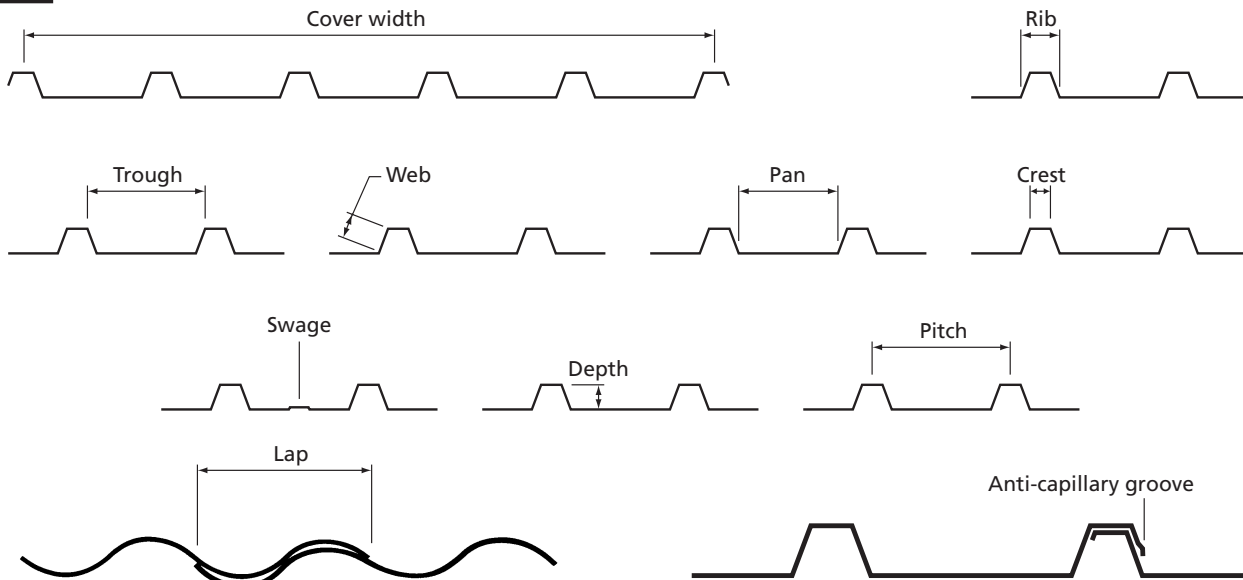 Cover width
Rib
Trough
Web
Pan
Crest
Swage
Depth
Pitch
Lap
Anti-capillary groove